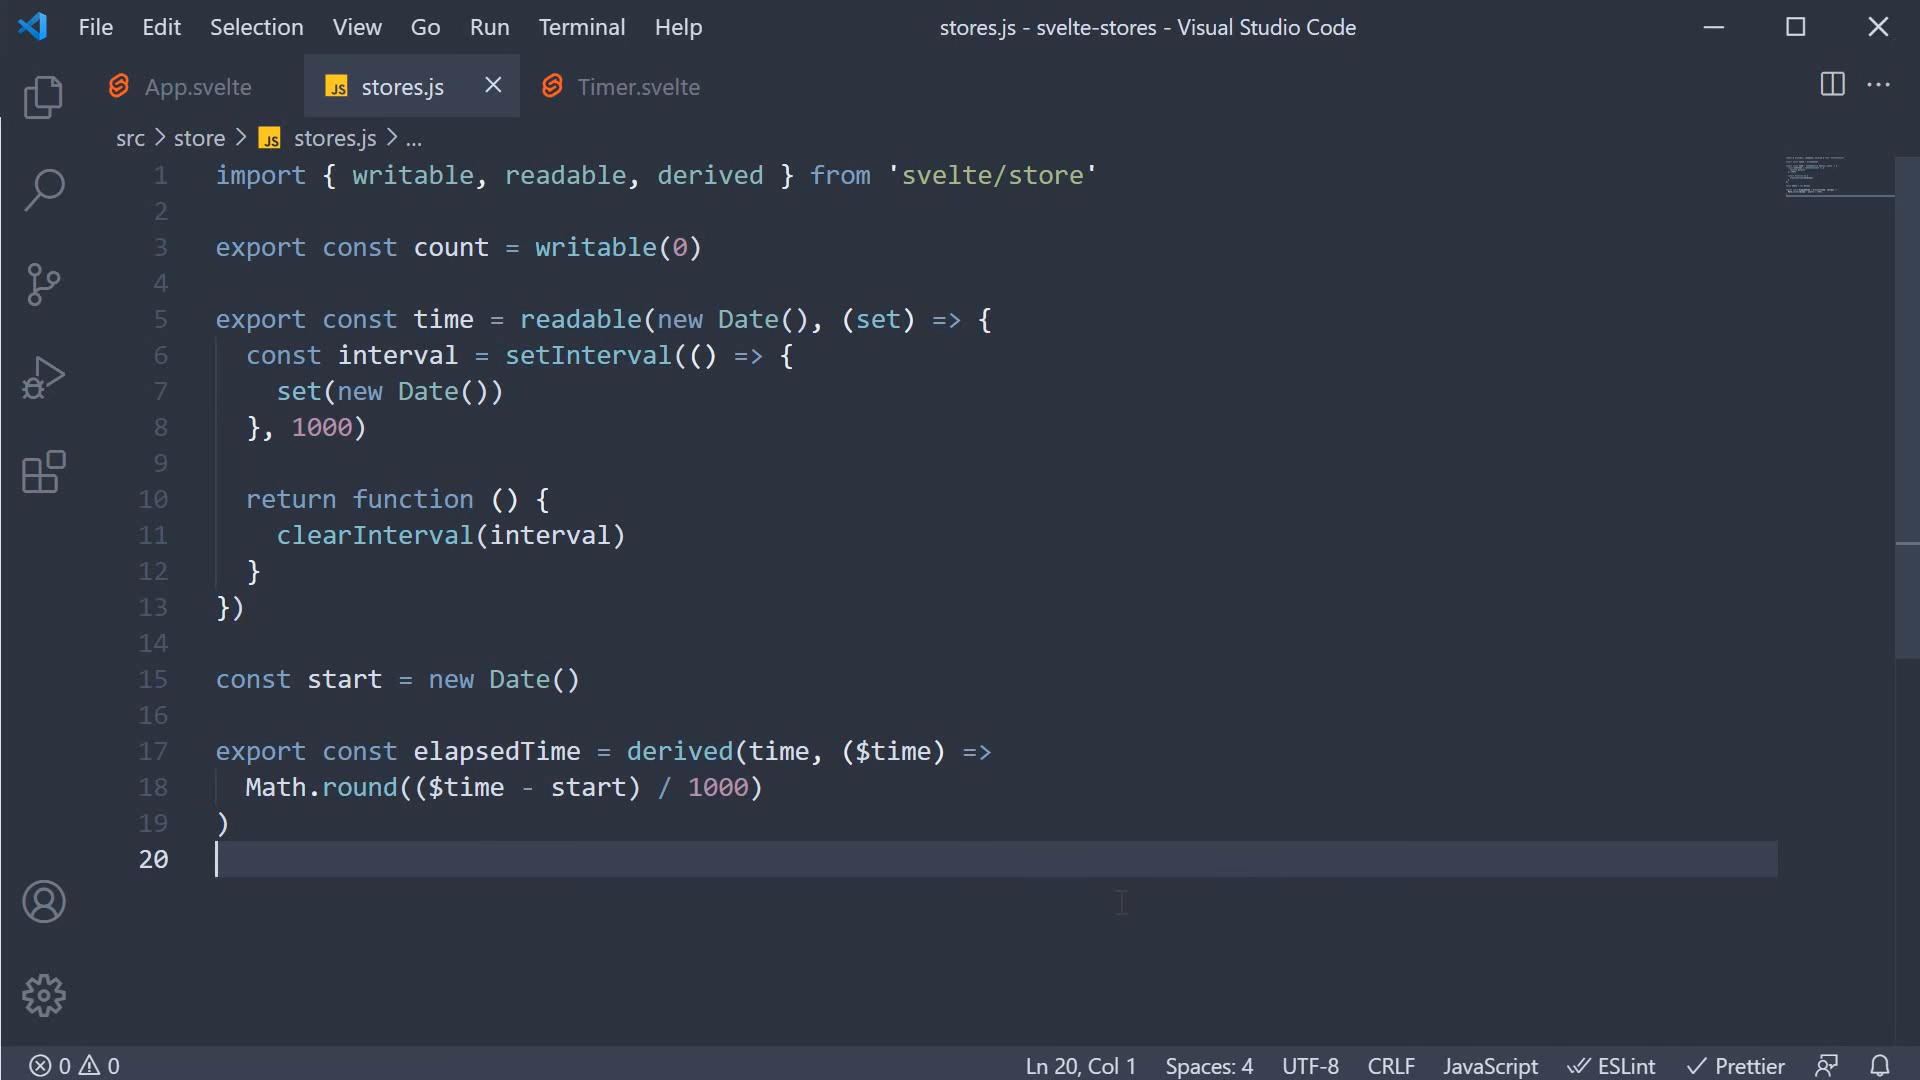 File Edit Selection View Go Run Terminal Help stores.js - svelte-stores - Visual Studio Code
App.svelte JS stores.js Timer.svelte
src > store > JS stores.js > ...
1 import { writable, readable, derived } from 'svelte/store'
2
3 export const count = writable(0)
4
5 export const time = readable(new Date(), (set) => {
6   const interval = setInterval(() => {
7     set(new Date())
8   }, 1000)
9
10   return function () {
11     clearInterval(interval)
12   }
13 })
14
15 const start = new Date()
16
17 export const elapsedTime = derived(time, ($time) =>
18   Math.round(($time - start) / 1000)
19 )
20
0 0 Ln 20, Col 1 Spaces: 4 UTF-8 CRLF JavaScript ESLint Prettier